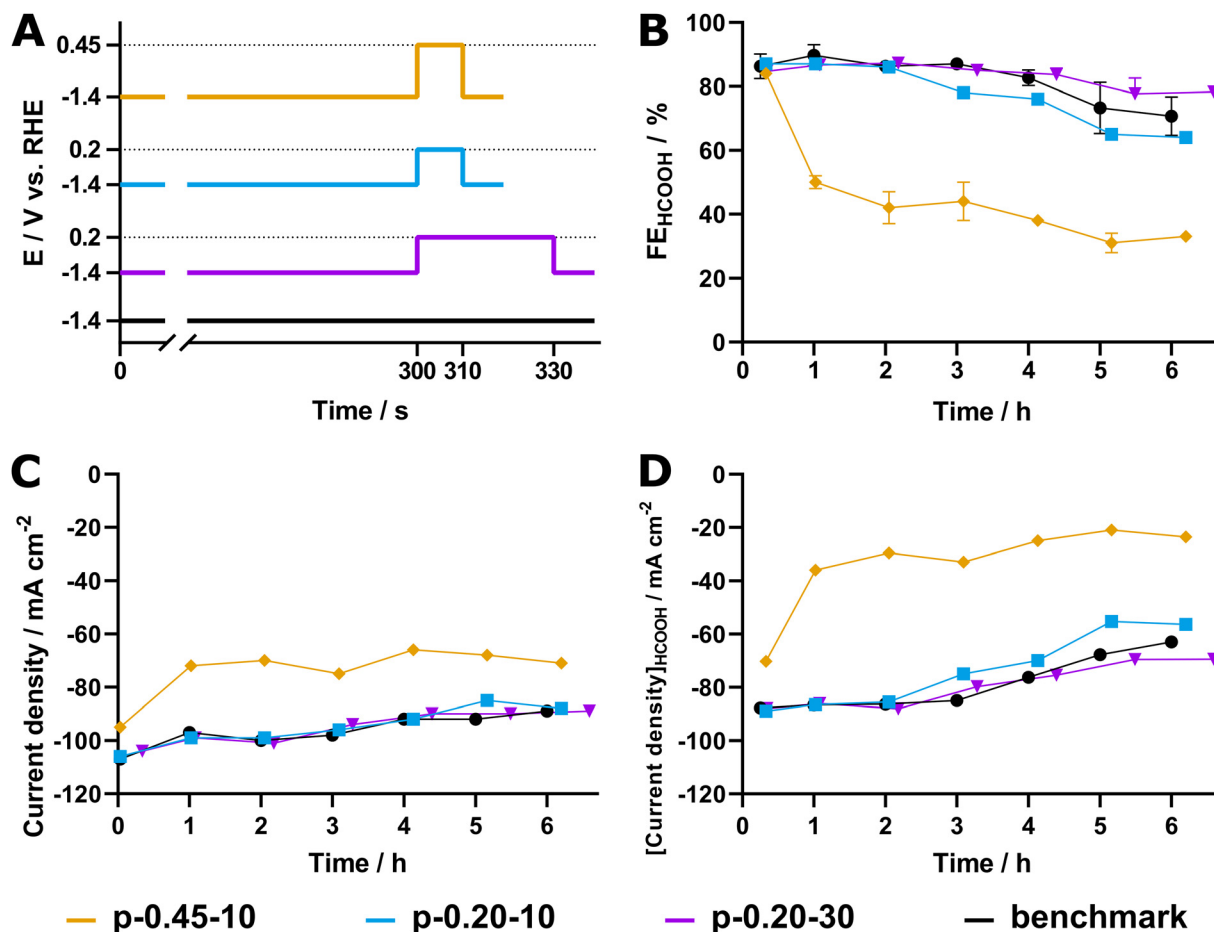 A
E / V vs. RHE
0.45
-1.4
0.2
-1.4
0.2
-1.4
-1.4
0 300 310 330
Time / s
B
FE_HCOOH / %
100
80
60
40
20
0
0 1 2 3 4 5 6
Time / h
C
Current density / mA cm⁻²
0
-20
-40
-60
-80
-100
-120
0 1 2 3 4 5 6
Time / h
D
[Current density]_HCOOH / mA cm⁻²
0
-20
-40
-60
-80
-100
-120
0 1 2 3 4 5 6
Time / h
p-0.45-10 p-0.20-10 p-0.20-30 benchmark